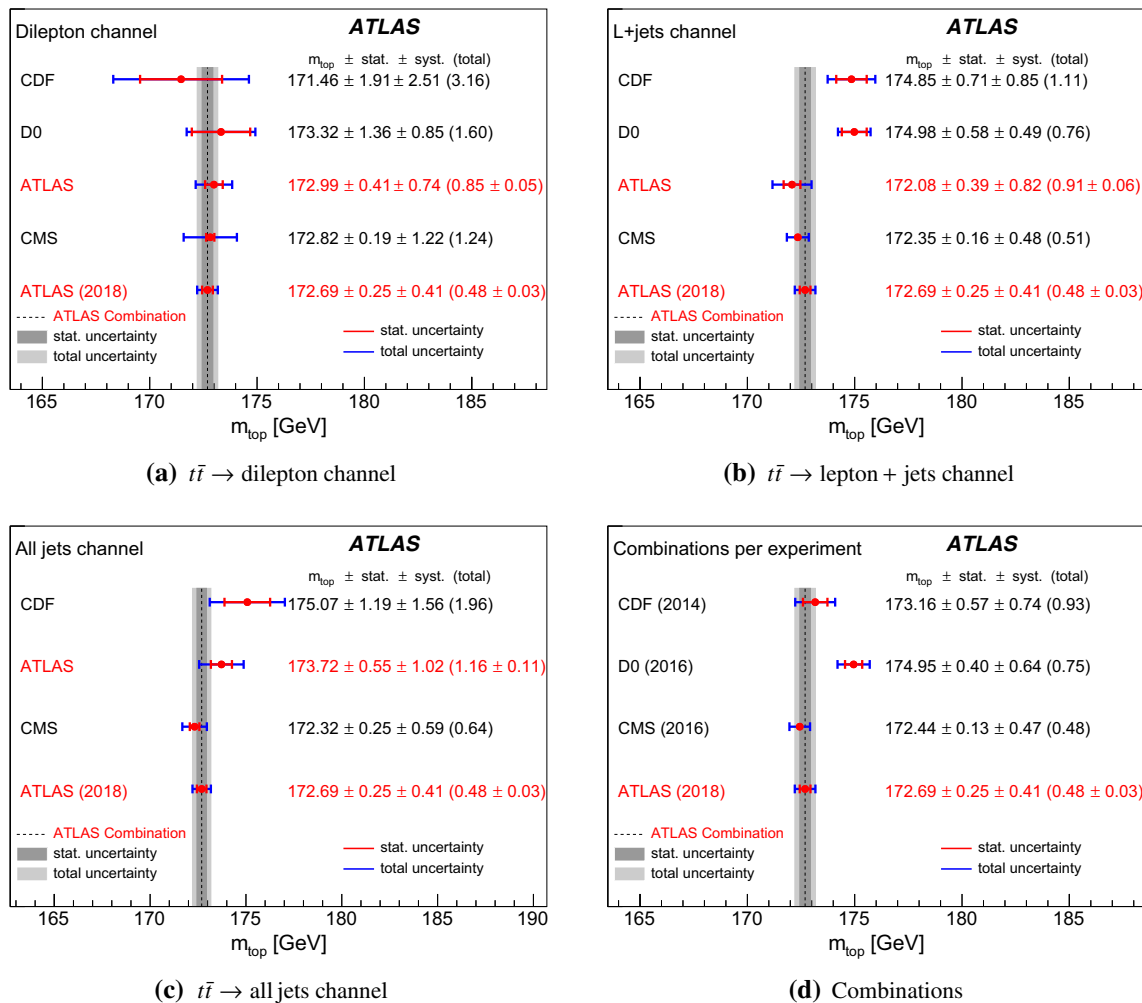 Dilepton channel ATLAS
m_top ± stat. ± syst. (total)
CDF 171.46 ± 1.91 ± 2.51 (3.16)
D0 173.32 ± 1.36 ± 0.85 (1.60)
ATLAS 172.99 ± 0.41 ± 0.74 (0.85 ± 0.05)
CMS 172.82 ± 0.19 ± 1.22 (1.24)
ATLAS (2018) 172.69 ± 0.25 ± 0.41 (0.48 ± 0.03)
ATLAS Combination
stat. uncertainty stat. uncertainty
total uncertainty total uncertainty
165 170 175 180 185
m_top [GeV]
(a) tt̄ → dilepton channel
L+jets channel ATLAS
m_top ± stat. ± syst. (total)
CDF 174.85 ± 0.71 ± 0.85 (1.11)
D0 174.98 ± 0.58 ± 0.49 (0.76)
ATLAS 172.08 ± 0.39 ± 0.82 (0.91 ± 0.06)
CMS 172.35 ± 0.16 ± 0.48 (0.51)
ATLAS (2018) 172.69 ± 0.25 ± 0.41 (0.48 ± 0.03)
ATLAS Combination
stat. uncertainty stat. uncertainty
total uncertainty total uncertainty
165 170 175 180 185
m_top [GeV]
(b) tt̄ → lepton + jets channel
All jets channel ATLAS
m_top ± stat. ± syst. (total)
CDF 175.07 ± 1.19 ± 1.56 (1.96)
ATLAS 173.72 ± 0.55 ± 1.02 (1.16 ± 0.11)
CMS 172.32 ± 0.25 ± 0.59 (0.64)
ATLAS (2018) 172.69 ± 0.25 ± 0.41 (0.48 ± 0.03)
ATLAS Combination
stat. uncertainty stat. uncertainty
total uncertainty total uncertainty
165 170 175 180 185 190
m_top [GeV]
(c) tt̄ → all jets channel
Combinations per experiment ATLAS
m_top ± stat. ± syst. (total)
CDF (2014) 173.16 ± 0.57 ± 0.74 (0.93)
D0 (2016) 174.95 ± 0.40 ± 0.64 (0.75)
CMS (2016) 172.44 ± 0.13 ± 0.47 (0.48)
ATLAS (2018) 172.69 ± 0.25 ± 0.41 (0.48 ± 0.03)
ATLAS Combination
stat. uncertainty stat. uncertainty
total uncertainty total uncertainty
165 170 175 180 185
m_top [GeV]
(d) Combinations